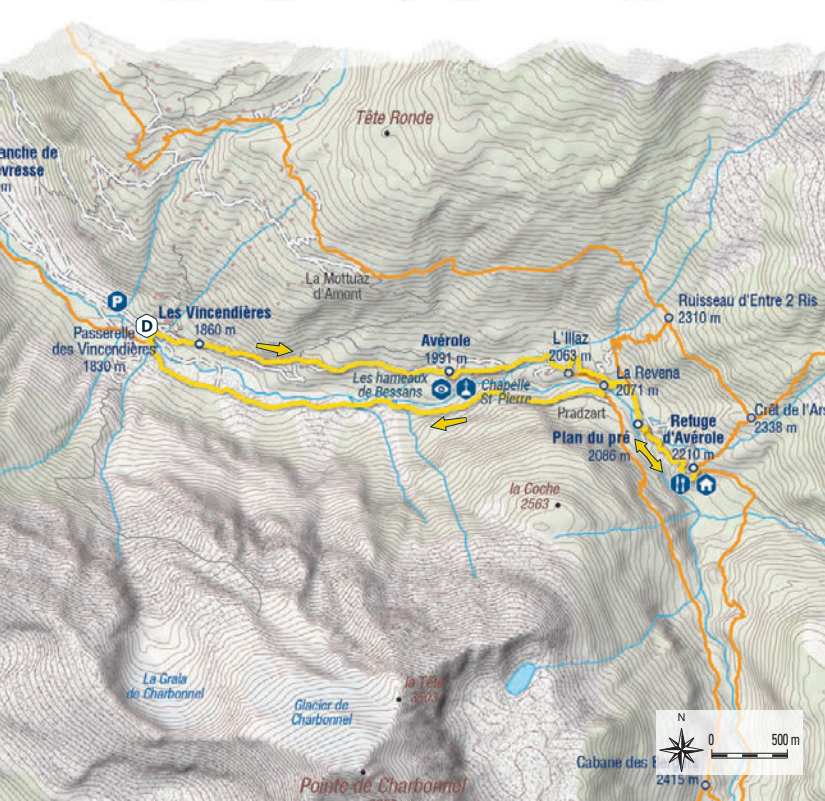 Tête Ronde
anche de
vresse
m
La Mottuaz
d'Amont
P
Ruisseau d'Entre 2 Ris
2310 m
D
Les Vincendières
1860 m
Passerelle
des Vincendières
1830 m
Avérole
1991 m
L'Illaz
2063 m
La Revena
2071 m
Les hameaux
de Bessans
Chapelle
St-Pierre
Pradzart
Crêt de l'Ars
2338 m
Refuge
d'Avérole
2210 m
Plan du pré
2086 m
la Coche
2563
La Graia
de Charbonnel
Glacier de
Charbonnel
la Tête
Pointe de Charbonnel
N
0
500 m
Cabane des
2415 m